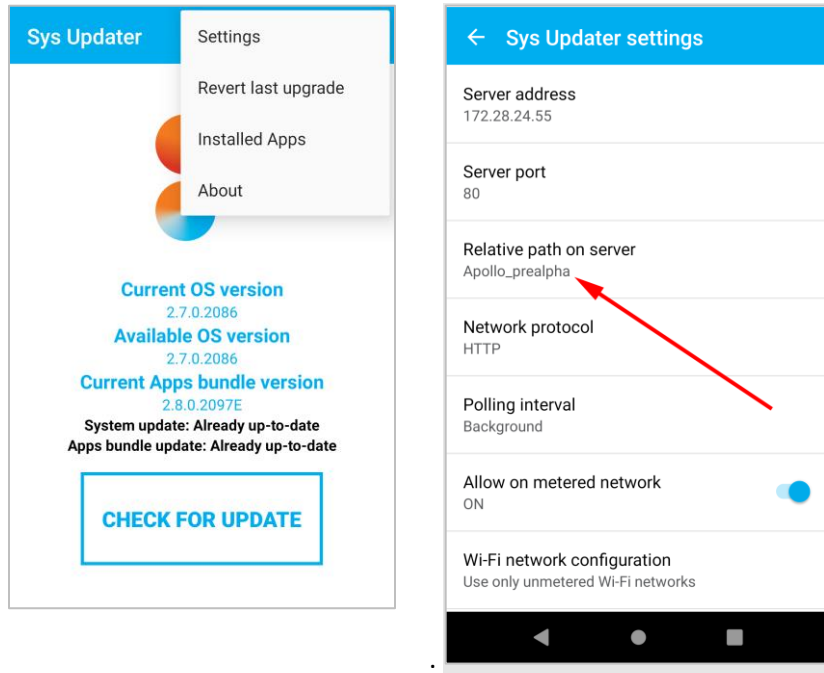 Sys Updater
Settings
Revert last upgrade
Installed Apps
About
Current OS version
2.7.0.2086
Available OS version
2.7.0.2086
Current Apps bundle version
2.8.0.2097E
System update: Already up-to-date
Apps bundle update: Already up-to-date
CHECK FOR UPDATE
Sys Updater settings
Server address
172.28.24.55
Server port
80
Relative path on server
Apollo_prealpha
Network protocol
HTTP
Polling interval
Background
Allow on metered network
ON
Wi-Fi network configuration
Use only unmetered Wi-Fi networks
.